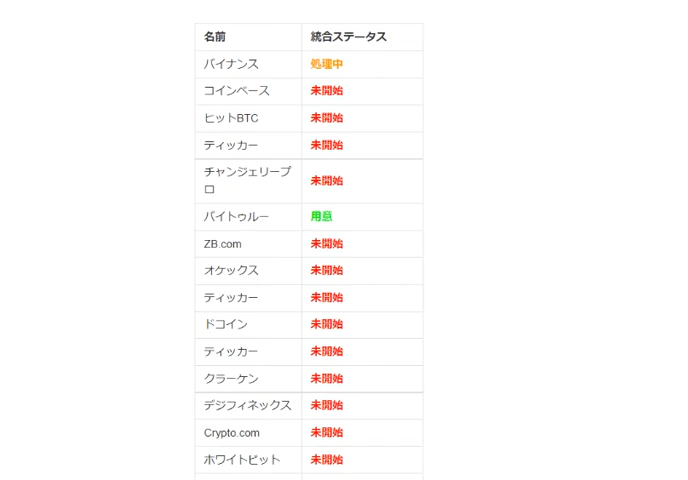 名前 統合ステータス
バイナンス 処理中
コインベース 未開始
ヒットBTC 未開始
ティッカー 未開始
チャンジェリープ
ロ 未開始
バイトゥルー 用意
ZB.com 未開始
オケックス 未開始
ティッカー 未開始
ドコイン 未開始
ティッカー 未開始
クラーケン 未開始
デジフィネックス 未開始
Crypto.com 未開始
ホワイトビット 未開始